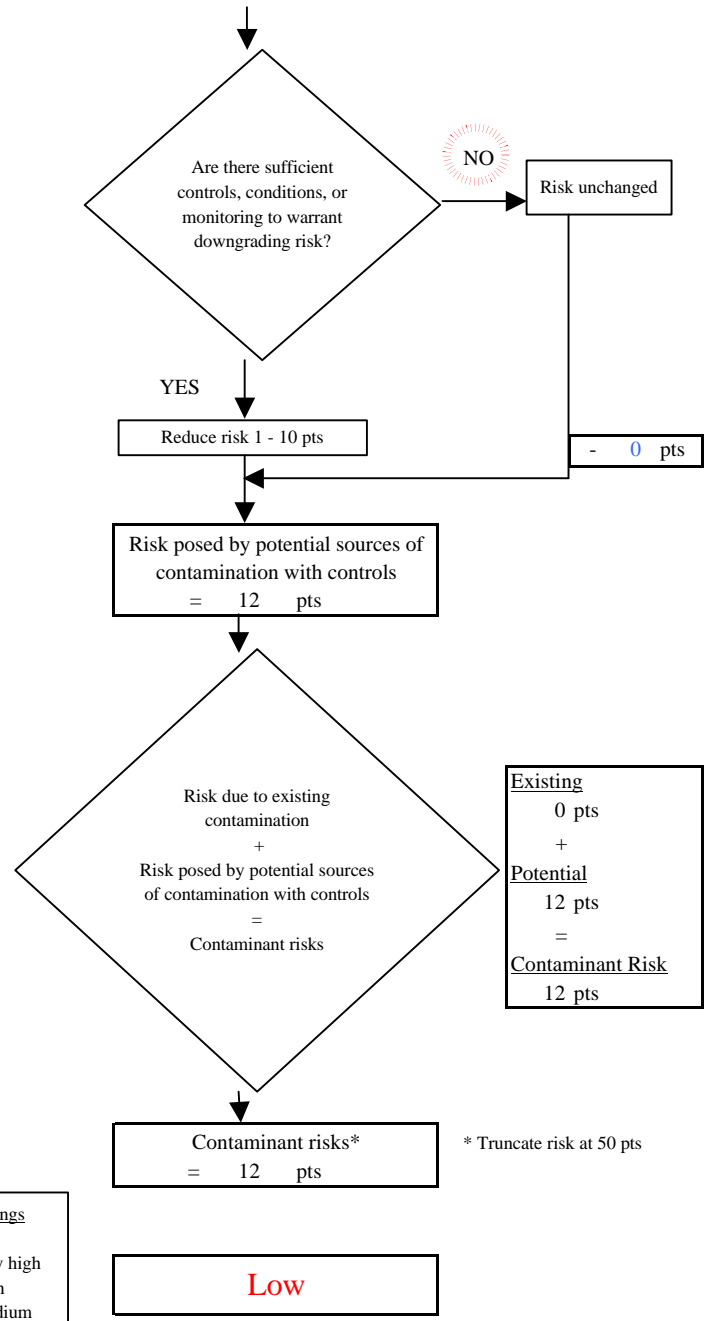 Are there sufficient
controls, conditions, or
monitoring to warrant
downgrading risk?
NO
Risk unchanged
YES
Reduce risk 1 - 10 pts
- 0 pts
Risk posed by potential sources of
contamination with controls
= 12 pts
Risk due to existing
contamination
+
Risk posed by potential sources
of contamination with controls
=
Contaminant risks
Existing
0 pts
+
Potential
12 pts
=
Contaminant Risk
12 pts
Contaminant risks*
= 12 pts
* Truncate risk at 50 pts
high
Low